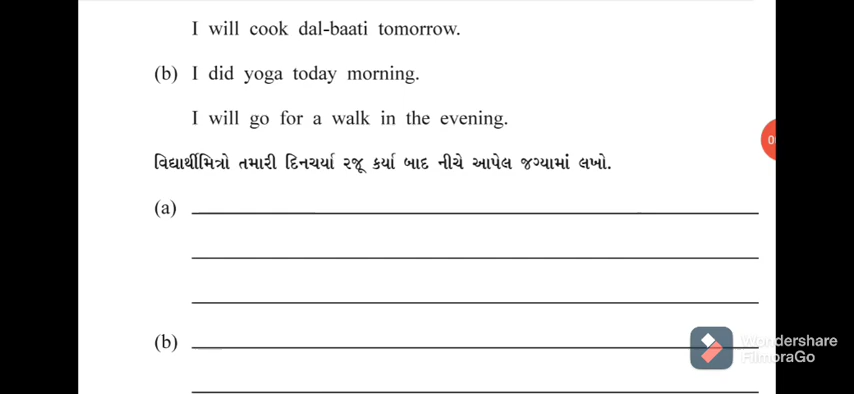 I will cook dal-baati tomorrow.
(b) I did yoga today morning.
I will go for a walk in the evening.
વિદ્યાર્થીમિત્રો તમારી દિનચર્યા રજૂ કર્યા બાદ નીચે આપેલ જગ્યામાં લખો.
(a)
(b)
Wondershare
FilmoraGo